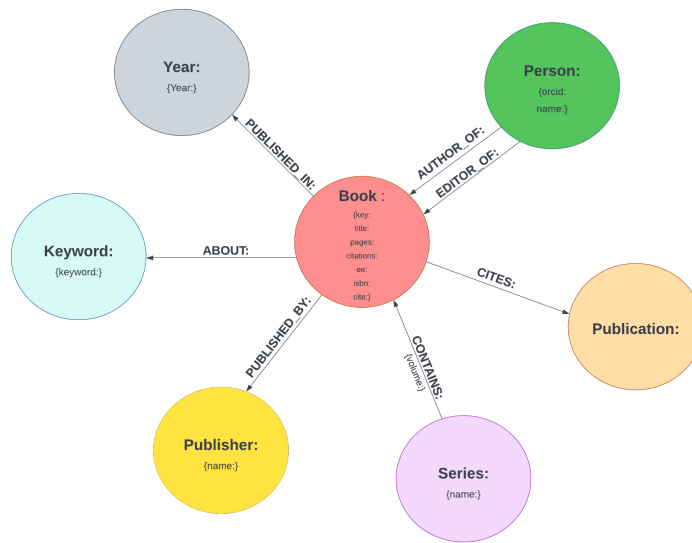 Year:
{Year:}
Person:
{orcid:
name:}
PUBLISHED_IN:
AUTHOR_OF:
EDITOR_OF:
Book :
{key:
title:
pages:
citations:
ee:
isbn:
cite:}
Keyword:
{keyword:}
ABOUT:
CITES:
Publication:
PUBLISHED_BY:
CONTAINS:
{volume:}
Publisher:
{name:}
Series:
{name:}